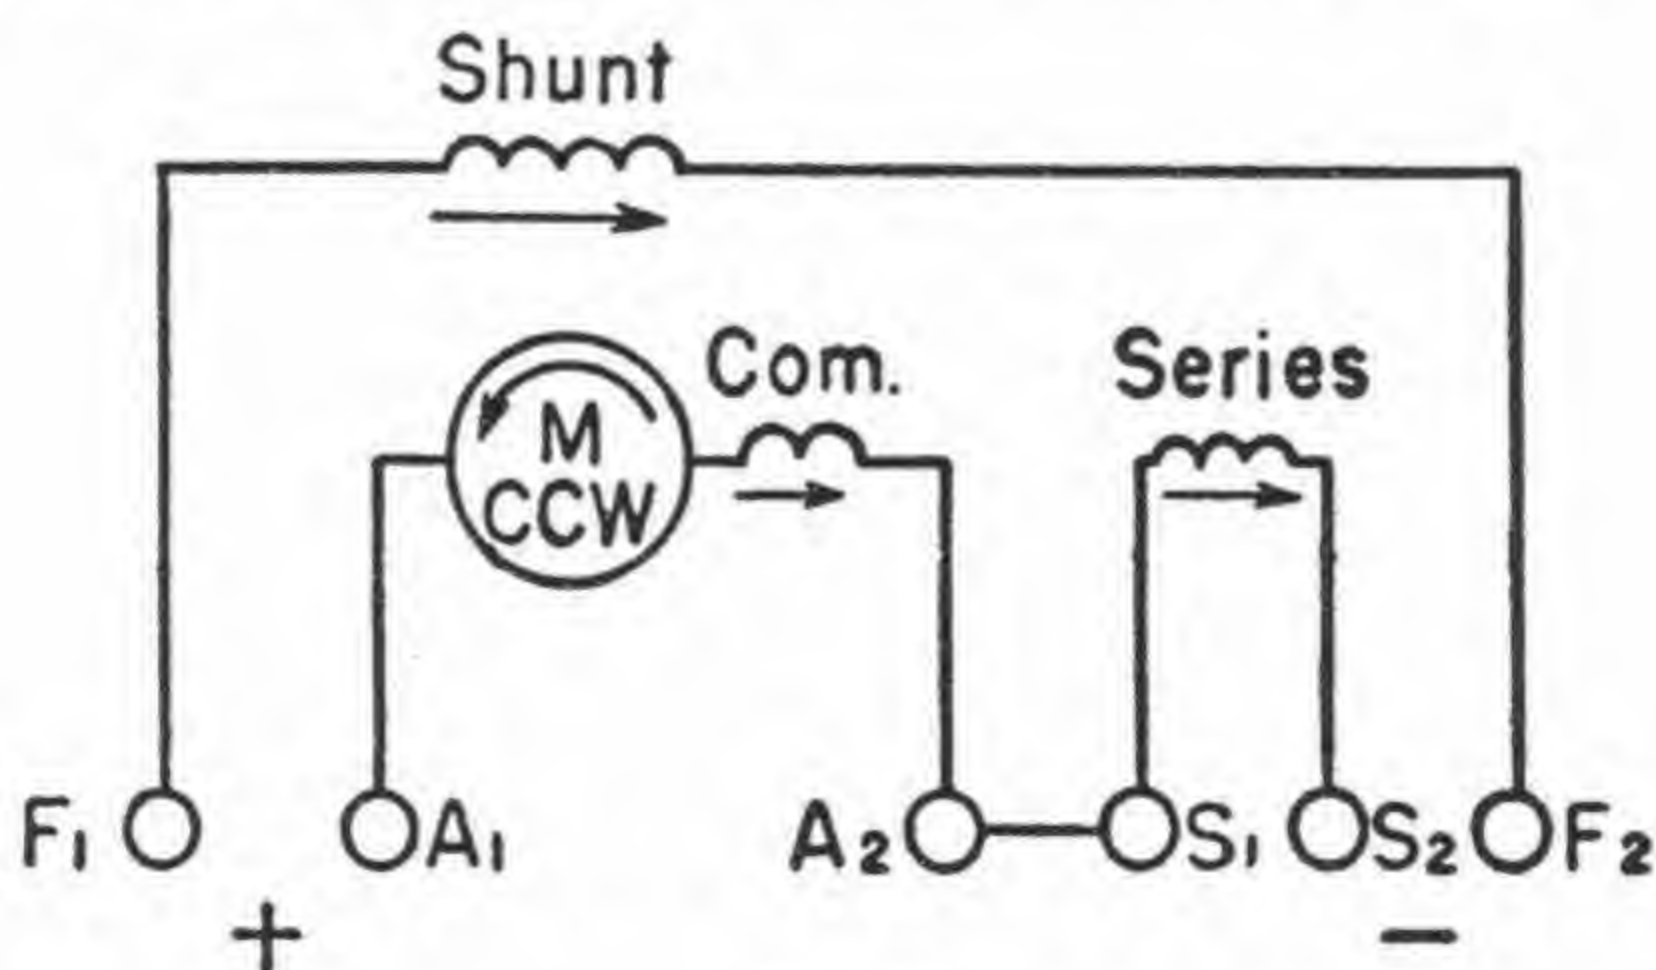 Shunt
Com.
Series
M
CCW
F1
A1
A2
S1
S2
F2
+
−